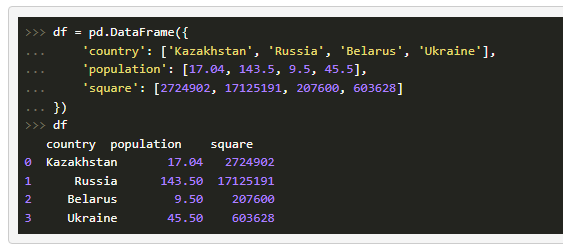 >>> df = pd.DataFrame({
...     'country': ['Kazakhstan', 'Russia', 'Belarus', 'Ukraine'],
...     'population': [17.04, 143.5, 9.5, 45.5],
...     'square': [2724902, 17125191, 207600, 603628]
... })
>>> df
   country  population    square
0  Kazakhstan       17.04   2724902
1      Russia      143.50  17125191
2     Belarus        9.50    207600
3     Ukraine       45.50    603628